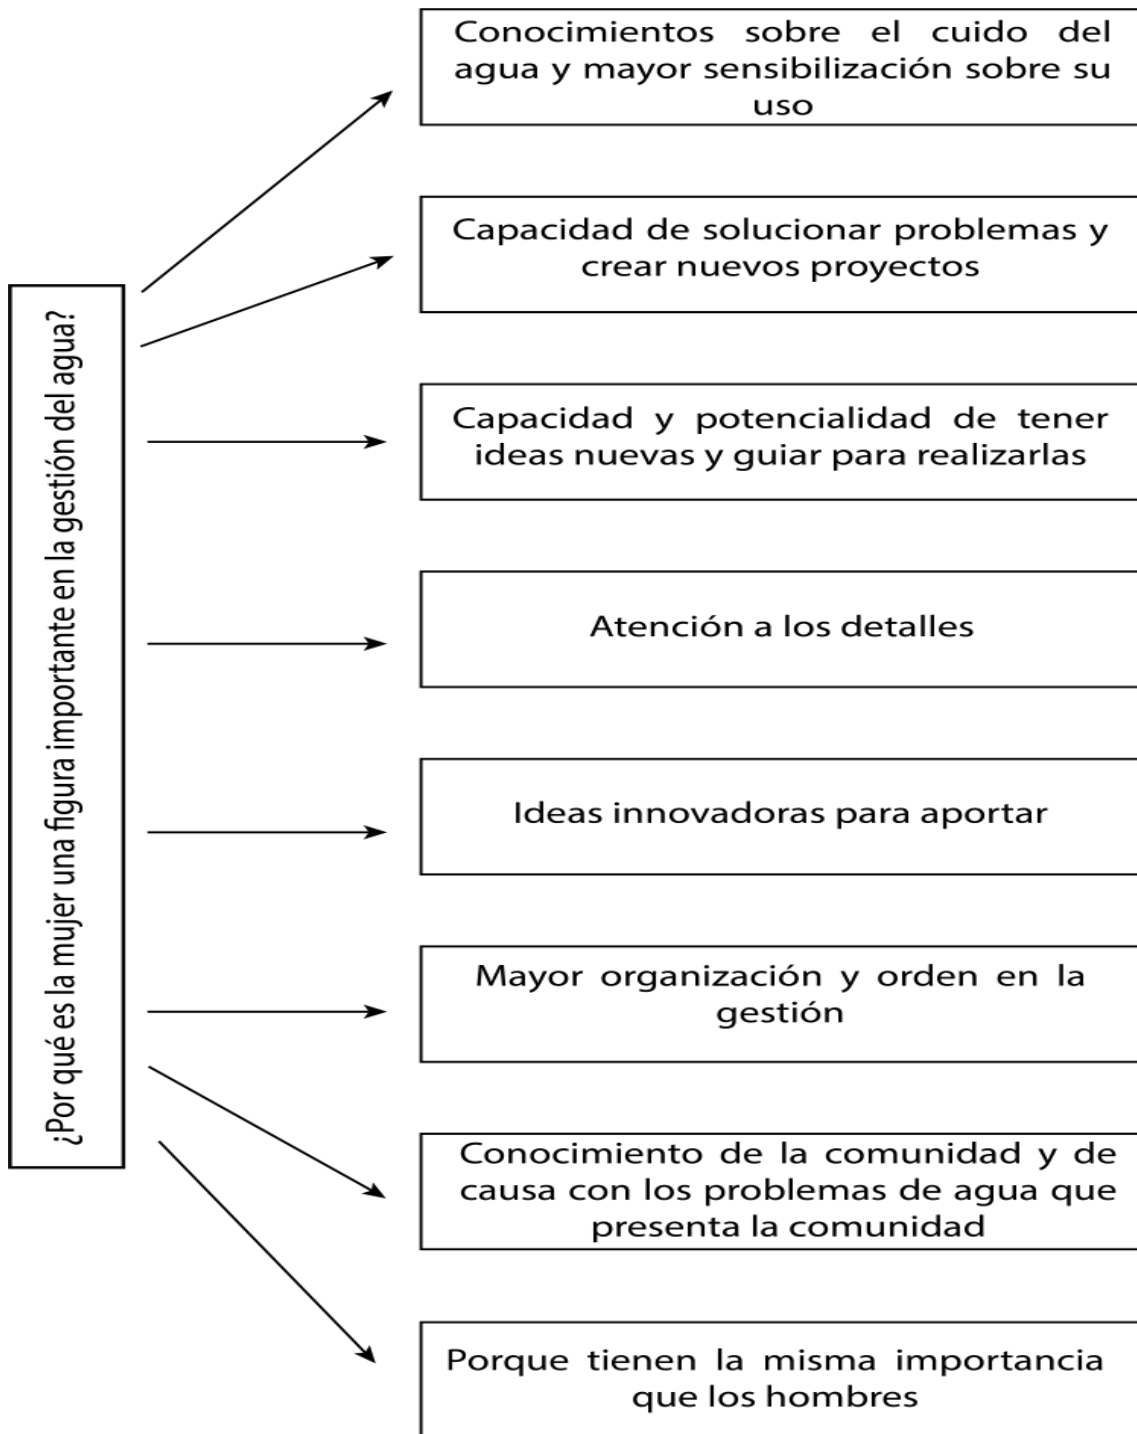 ¿Por qué es la mujer una figura importante en la gestión del agua?
Conocimientos sobre el cuido del
agua y mayor sensibilización sobre su
uso
Capacidad de solucionar problemas y
crear nuevos proyectos
Capacidad y potencialidad de tener
ideas nuevas y guiar para realizarlas
Atención a los detalles
Ideas innovadoras para aportar
Mayor organización y orden en la
gestión
Conocimiento de la comunidad y de
causa con los problemas de agua que
presenta la comunidad
Porque tienen la misma importancia
que los hombres